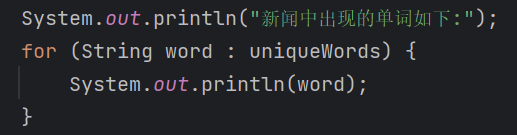 System.out.println("新闻中出现的单词如下:");
for (String word : uniqueWords) {
    System.out.println(word);
}